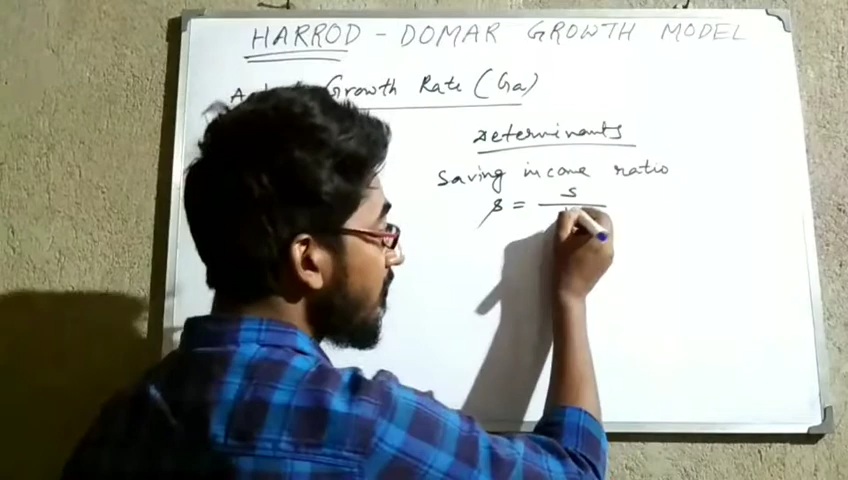 HARROD - DOMAR GROWTH MODEL
Growth Rate (Ga)
Determinants
Saving income ratio
s = S